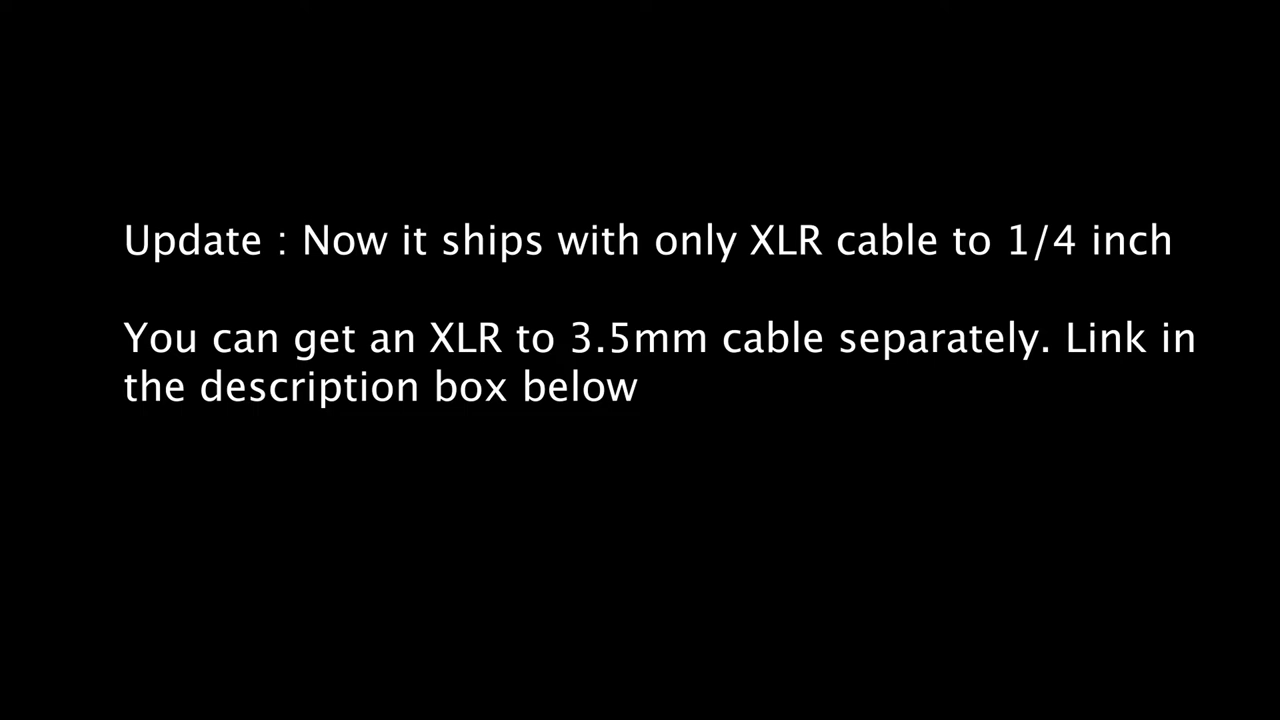 Update : Now it ships with only XLR cable to 1/4 inch
You can get an XLR to 3.5mm cable separately. Link in
the description box below